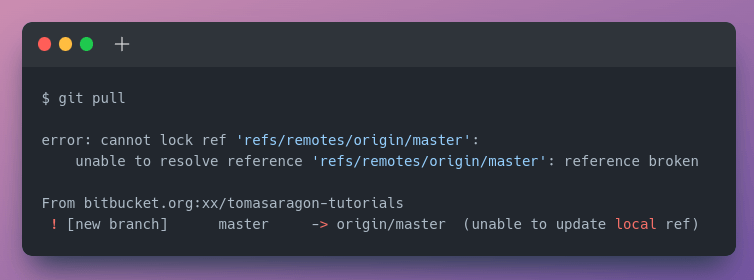 $ git pull
error: cannot lock ref 'refs/remotes/origin/master':
unable to resolve reference 'refs/remotes/origin/master': reference broken
From bitbucket.org:xx/tomasaragon-tutorials
! [new branch]      master     -> origin/master  (unable to update local ref)